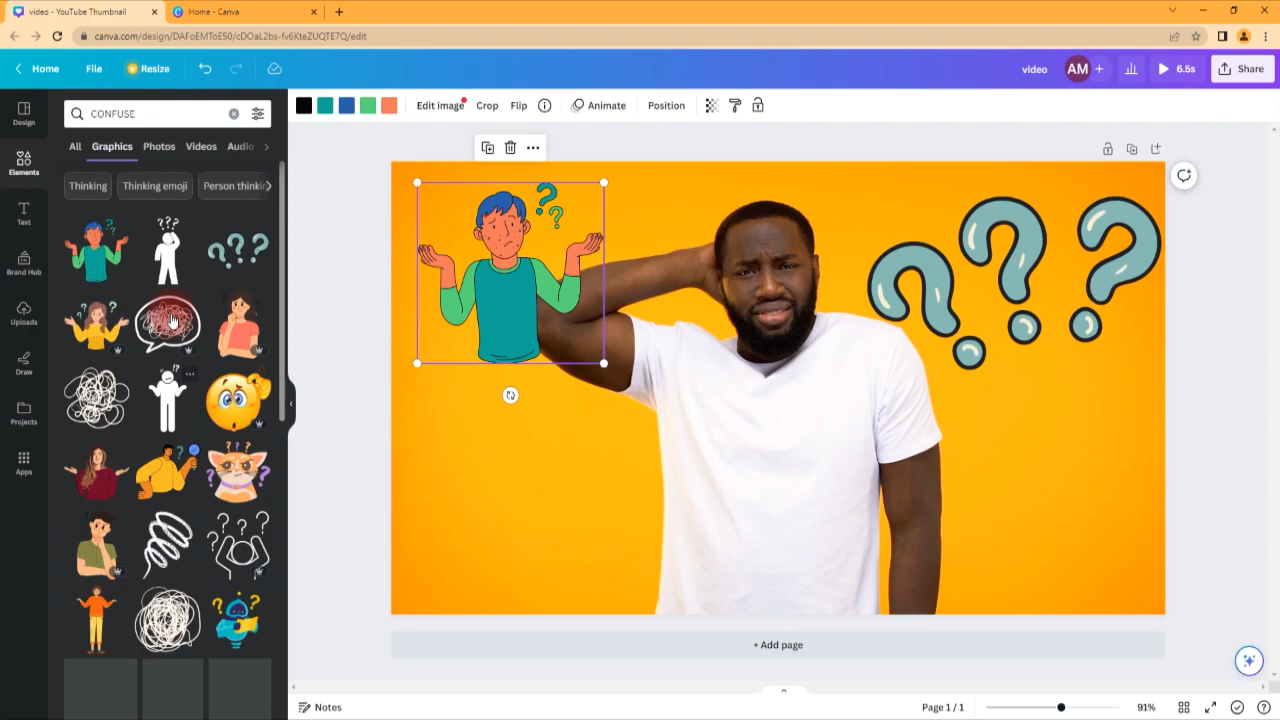 video - YouTube Thumbnail
Home - Canva
canva.com/design/DAFoEMToE50/cDOaL2bs-fv6KteZUQTE7Q/edit
Home
File
Resize
video
AM
6.5s
Share
Design
Elements
Text
Brand Hub
Uploads
Draw
Projects
Apps
CONFUSE
All
Graphics
Photos
Videos
Audio
Thinking
Thinking emoji
Person thinkin
Edit image
Crop
Flip
Animate
Position
+ Add page
Notes
Page 1 / 1
91%